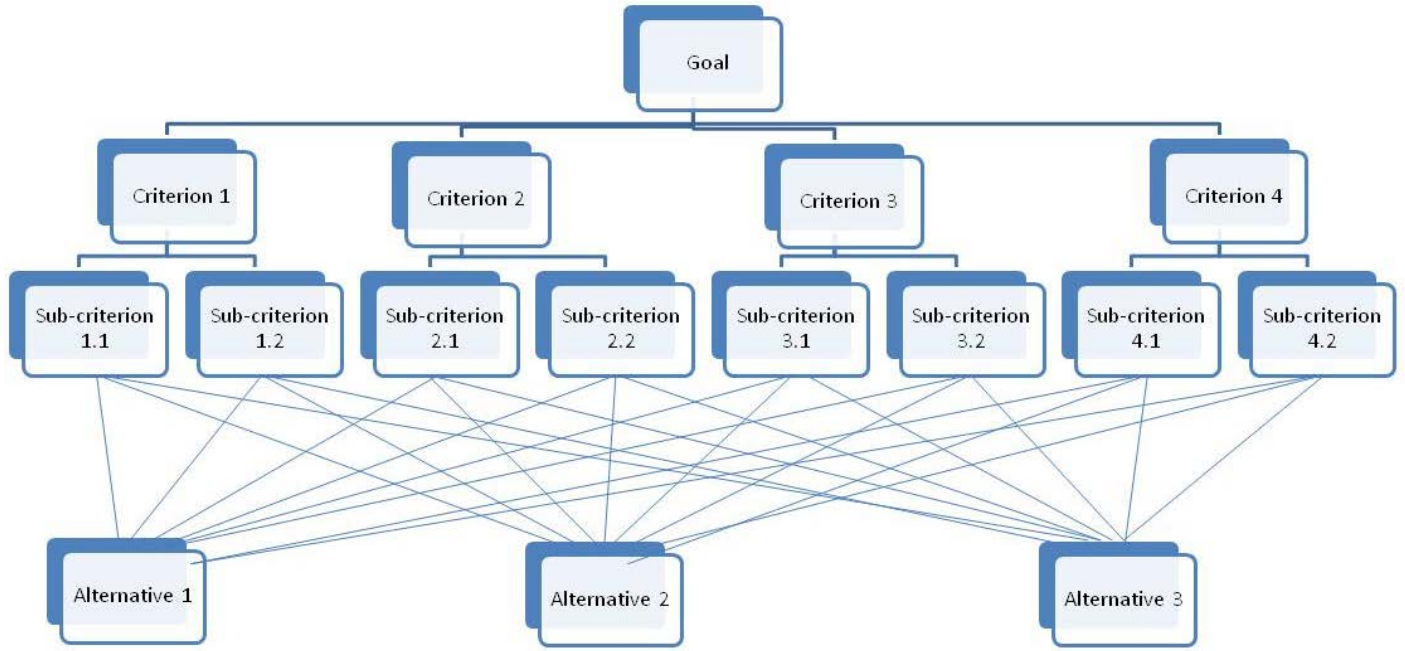 Goal
Criterion 1
Criterion 2
Criterion 3
Criterion 4
Sub-criterion
1.1
Sub-criterion
1.2
Sub-criterion
2.1
Sub-criterion
2.2
Sub-criterion
3.1
Sub-criterion
3.2
Sub-criterion
4.1
Sub-criterion
4.2
Alternative 1
Alternative 2
Alternative 3